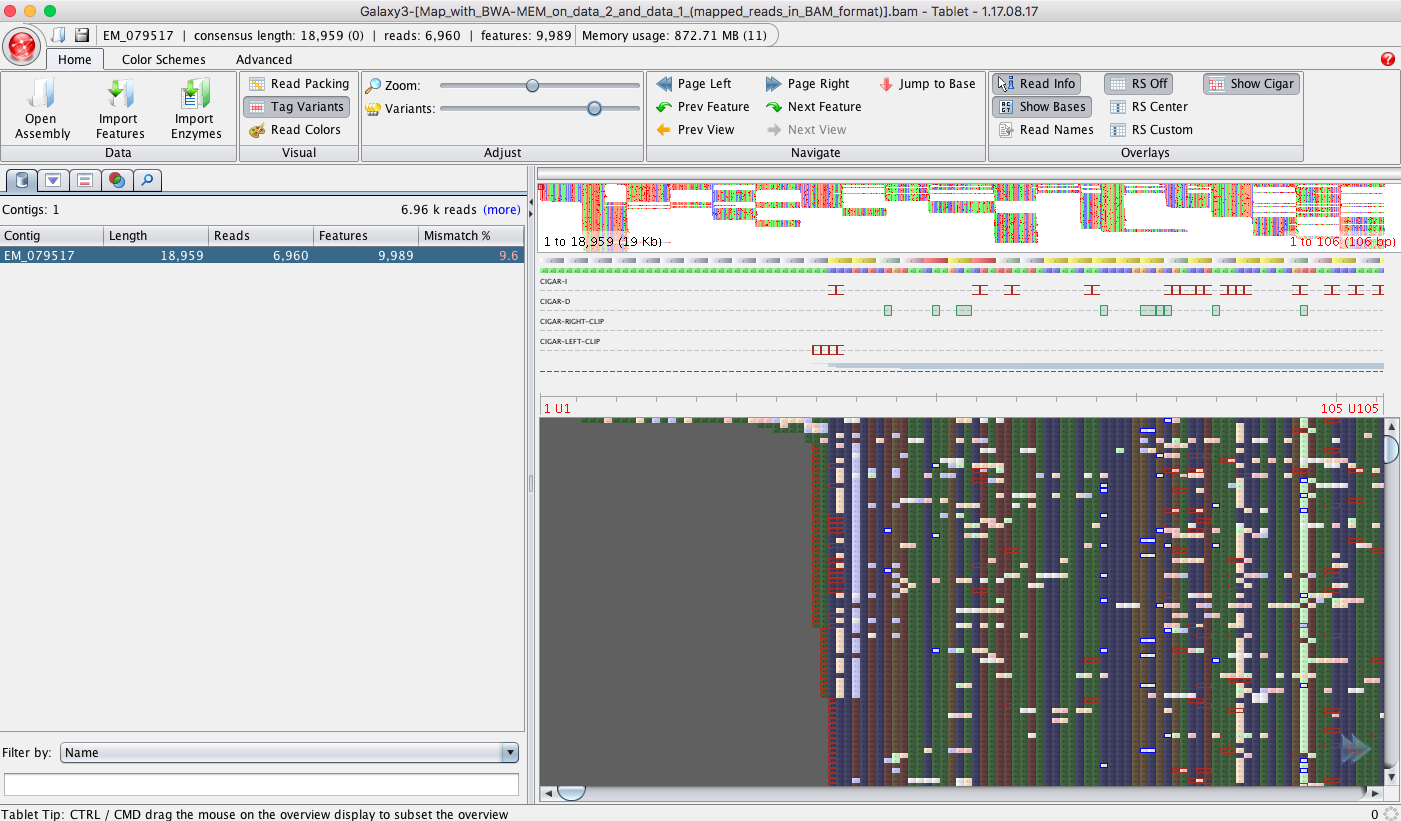 Galaxy3-[Map_with_BWA-MEM_on_data_2_and_data_1_(mapped_reads_in_BAM_format)].bam - Tablet - 1.17.08.17
EM_079517 | consensus length: 18,959 (0) | reads: 6,960 | features: 9,989 | Memory usage: 872.71 MB (11)
Home Color Schemes Advanced
Open Assembly
Import Features
Import Enzymes
Data
Read Packing
Tag Variants
Read Colors
Visual
Zoom:
Variants:
Adjust
Page Left Page Right Jump to Base
Prev Feature Next Feature
Prev View Next View
Navigate
Read Info RS Off Show Cigar
Show Bases RS Center
Read Names RS Custom
Overlays
Contigs: 1 6.96 k reads (more)
Contig Length Reads Features Mismatch %
EM_079517 18,959 6,960 9,989 9.6
Filter by: Name
1 to 18,959 (19 Kb) 1 to 106 (106 bp)
CIGAR-I
CIGAR-D
CIGAR-RIGHT-CLIP
CIGAR-LEFT-CLIP
1 U1 105 U105
Tablet Tip: CTRL / CMD drag the mouse on the overview display to subset the overview 0